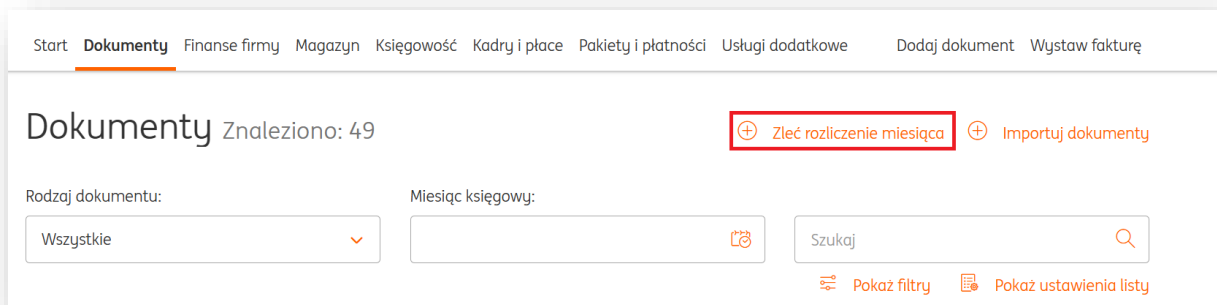 Start Dokumenty Finanse firmy Magazyn Księgowość Kadry i płace Pakiety i płatności Usługi dodatkowe Dodaj dokument Wystaw fakturę
Dokumenty Znaleziono: 49 Zleć rozliczenie miesiąca Importuj dokumenty
Rodzaj dokumentu: Miesiąc księgowy:
Wszystkie Szukaj
Pokaż filtry Pokaż ustawienia listy